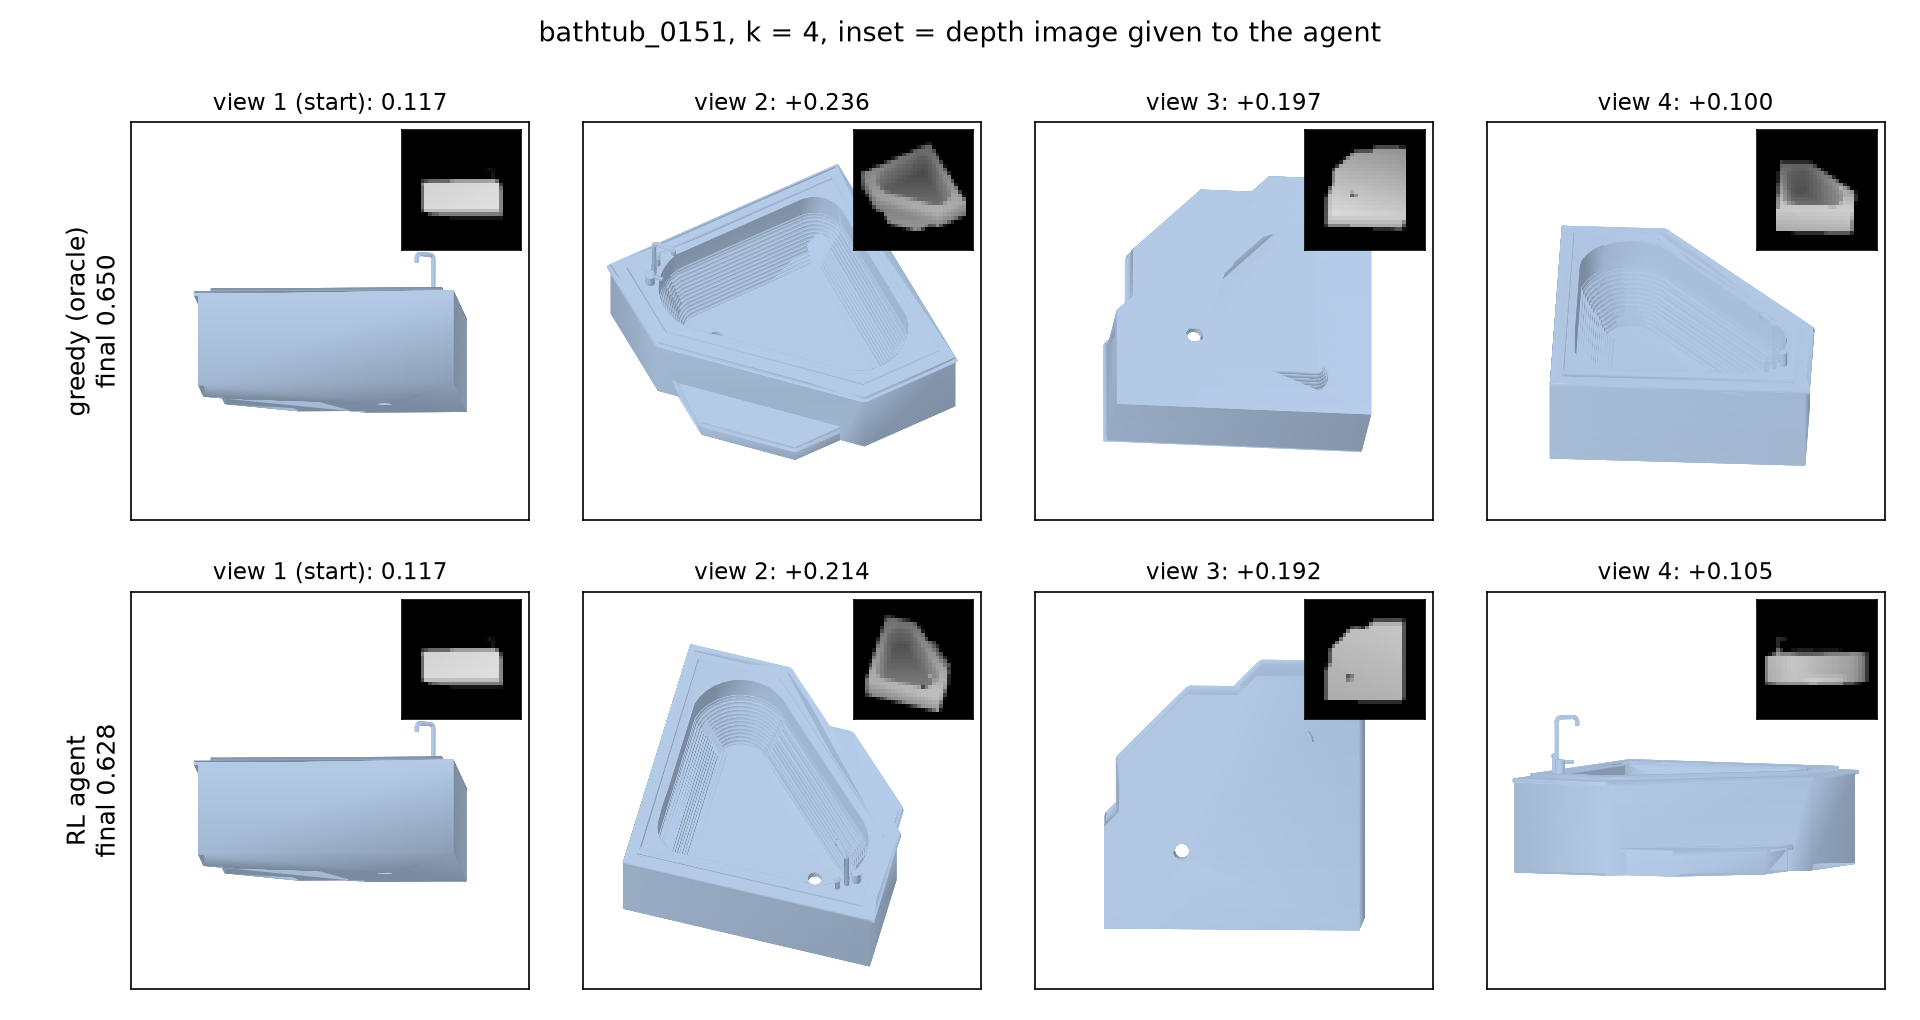 bathtub_0151, k = 4, inset = depth image given to the agent
view 1 (start): 0.117
view 2: +0.236
view 3: +0.197
view 4: +0.100
greedy (oracle)
final 0.650
view 1 (start): 0.117
view 2: +0.214
view 3: +0.192
view 4: +0.105
RL agent
final 0.628